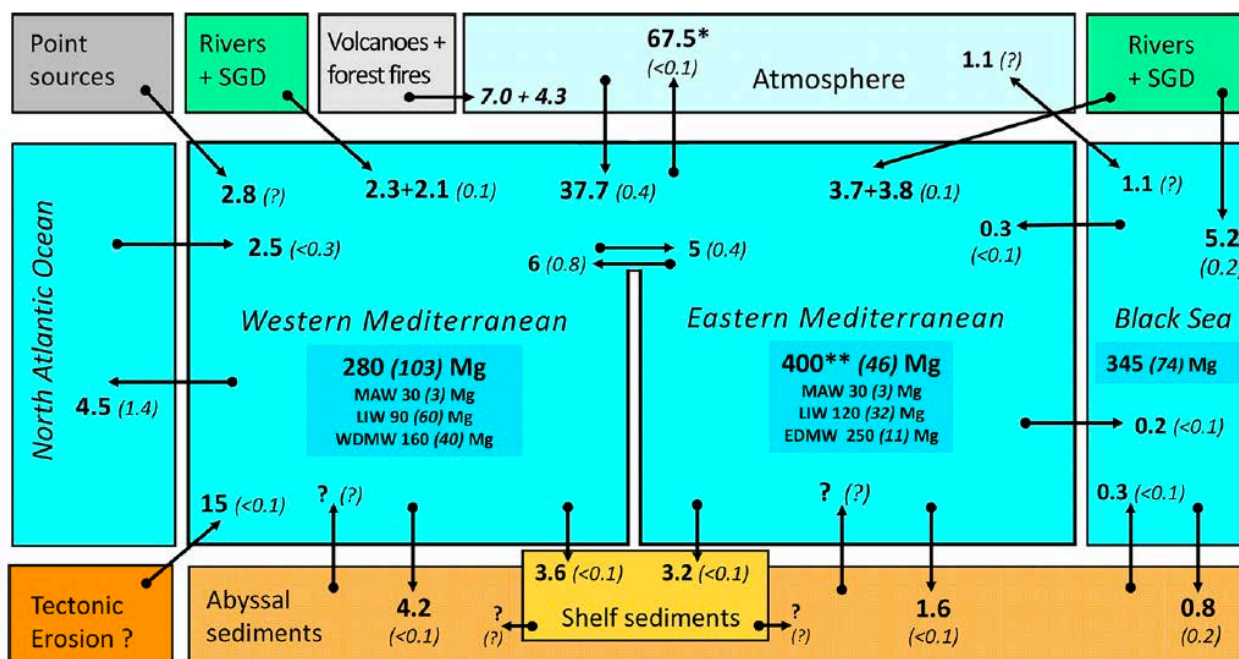 Point
sources
Rivers
+ SGD
Volcanoes +
forest fires
7.0 + 4.3
67.5*
(<0.1)
Atmosphere
1.1 (?)
Rivers
+ SGD
North Atlantic Ocean
2.8 (?)
2.3+2.1 (0.1)
37.7 (0.4)
3.7+3.8 (0.1)
1.1 (?)
2.5 (<0.3)
6 (0.8)
5 (0.4)
0.3
(<0.1)
5.2
(0.2)
Western Mediterranean
280 (103) Mg
MAW 30 (3) Mg
LIW 90 (60) Mg
WDMW 160 (40) Mg
Eastern Mediterranean
400** (46) Mg
MAW 30 (3) Mg
LIW 120 (32) Mg
EDMW 250 (11) Mg
Black Sea
345 (74) Mg
4.5 (1.4)
0.2 (<0.1)
15 (<0.1)
? (?)
? (?)
0.3 (<0.1)
Tectonic
Erosion ?
Abyssal
sediments
4.2
(<0.1)
?
(?)
3.6 (<0.1)
3.2 (<0.1)
Shelf sediments
?
(?)
1.6
(<0.1)
0.8
(0.2)